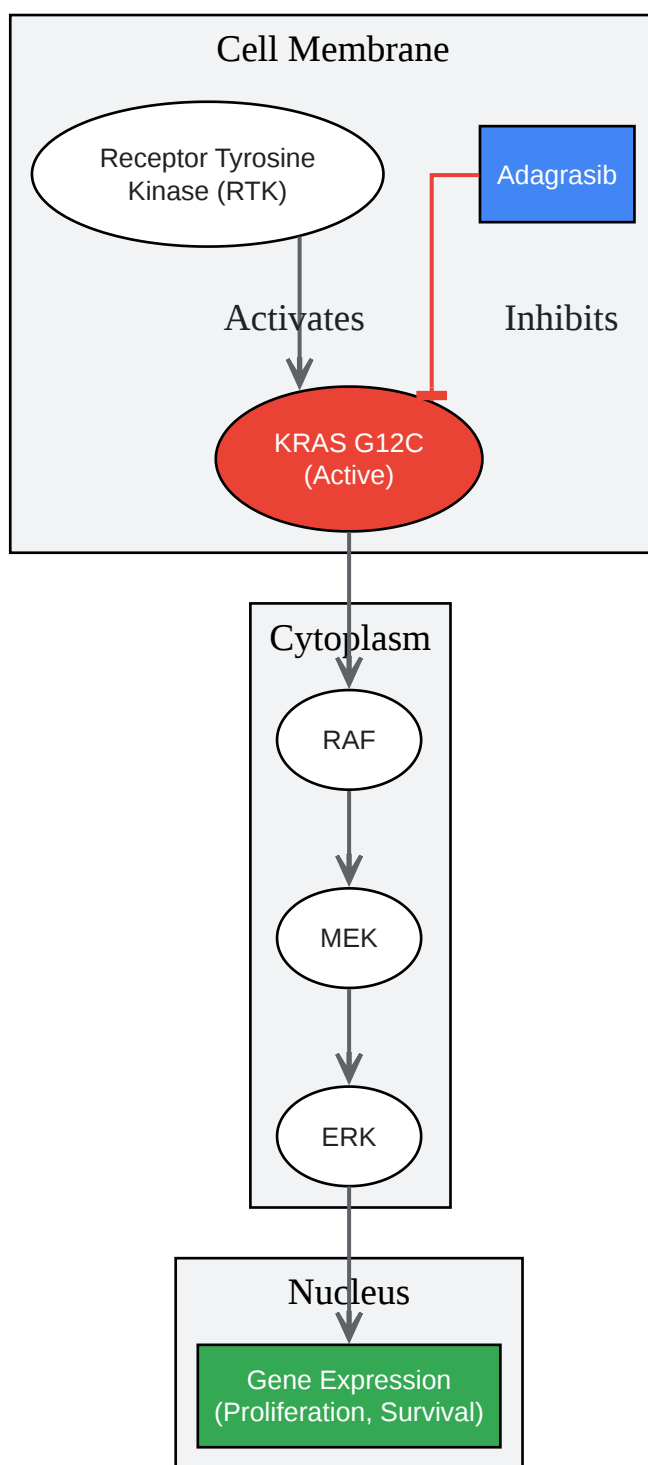 Cell Membrane
Receptor Tyrosine
Kinase (RTK)
Adagrasib
Activates
Inhibits
KRAS G12C
(Active)
Cytoplasm
RAF
MEK
ERK
Nucleus
Gene Expression
(Proliferation, Survival)